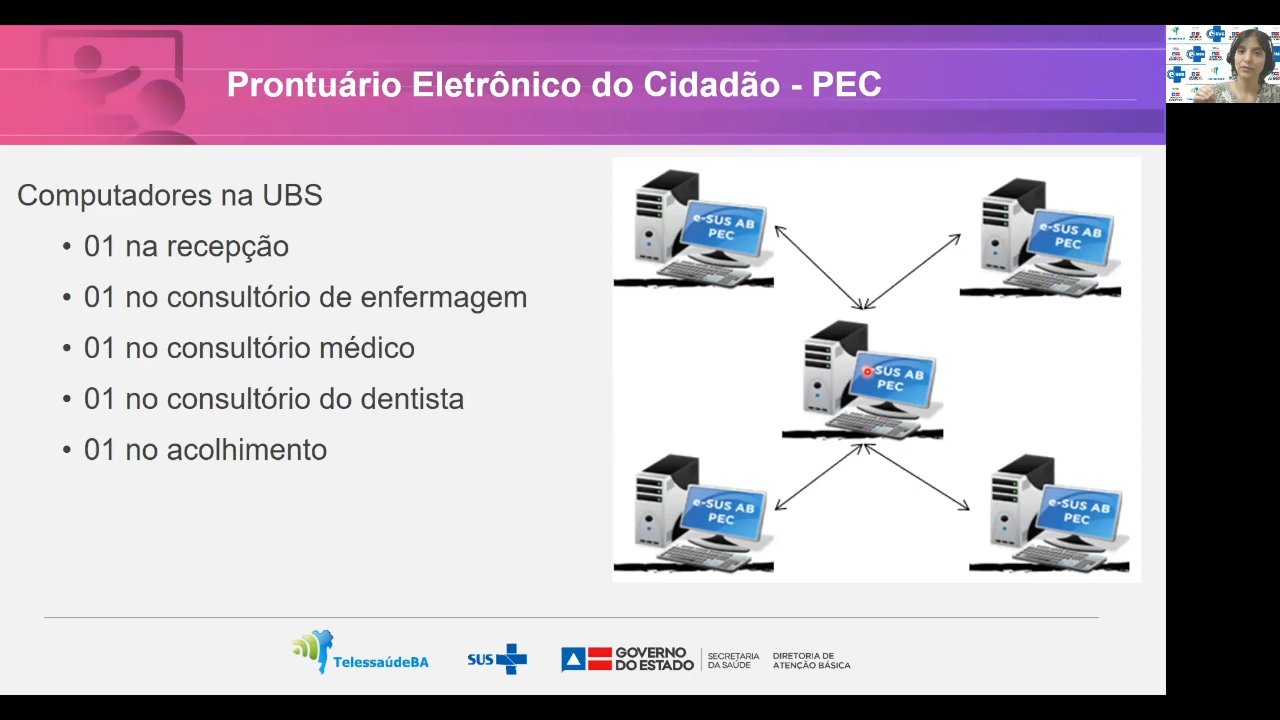 Prontuário Eletrônico do Cidadão - PEC
Computadores na UBS
• 01 na recepção
• 01 no consultório de enfermagem
• 01 no consultório médico
• 01 no consultório do dentista
• 01 no acolhimento
e-SUS AB
PEC
e-SUS AB
PEC
SUS AB
PEC
e-SUS AB
PEC
e-SUS AB
PEC
TelessaúdeBA
SUS
GOVERNO
DO ESTADO
SECRETARIA
DA SAÚDE
DIRETORIA DE
ATENÇÃO BÁSICA